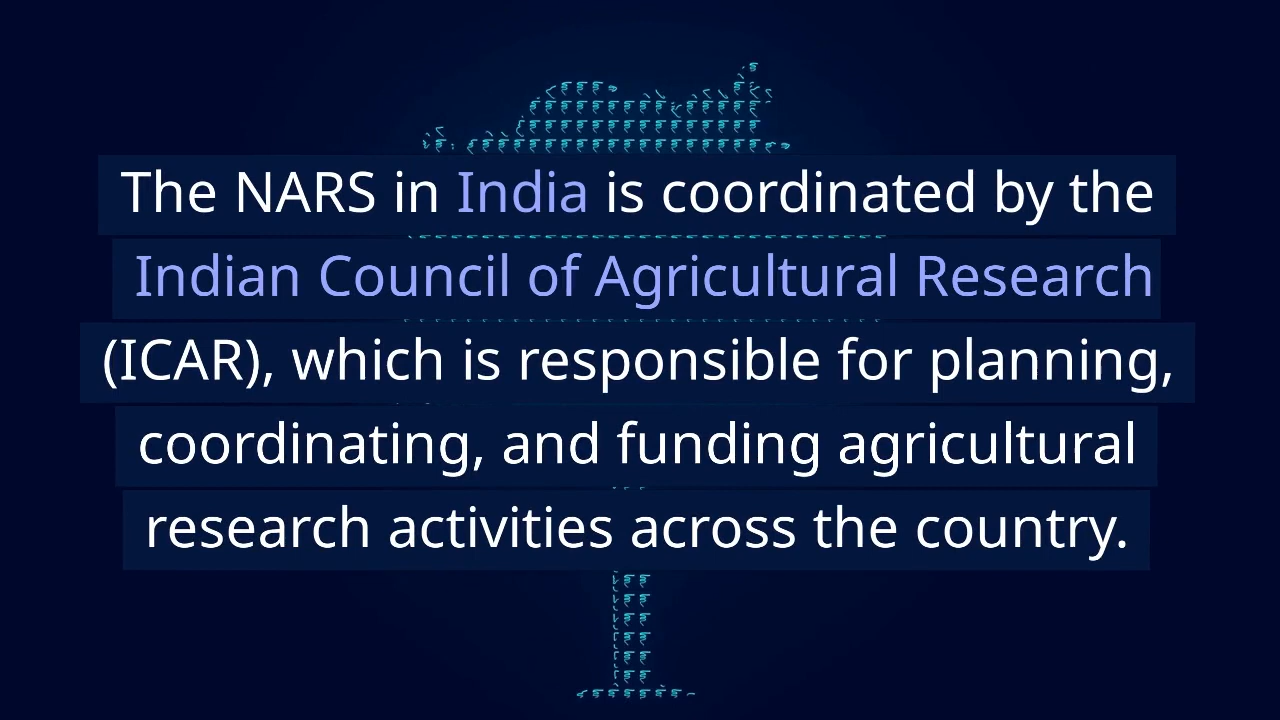 The NARS in India is coordinated by the
Indian Council of Agricultural Research
(ICAR), which is responsible for planning,
coordinating, and funding agricultural
research activities across the country.